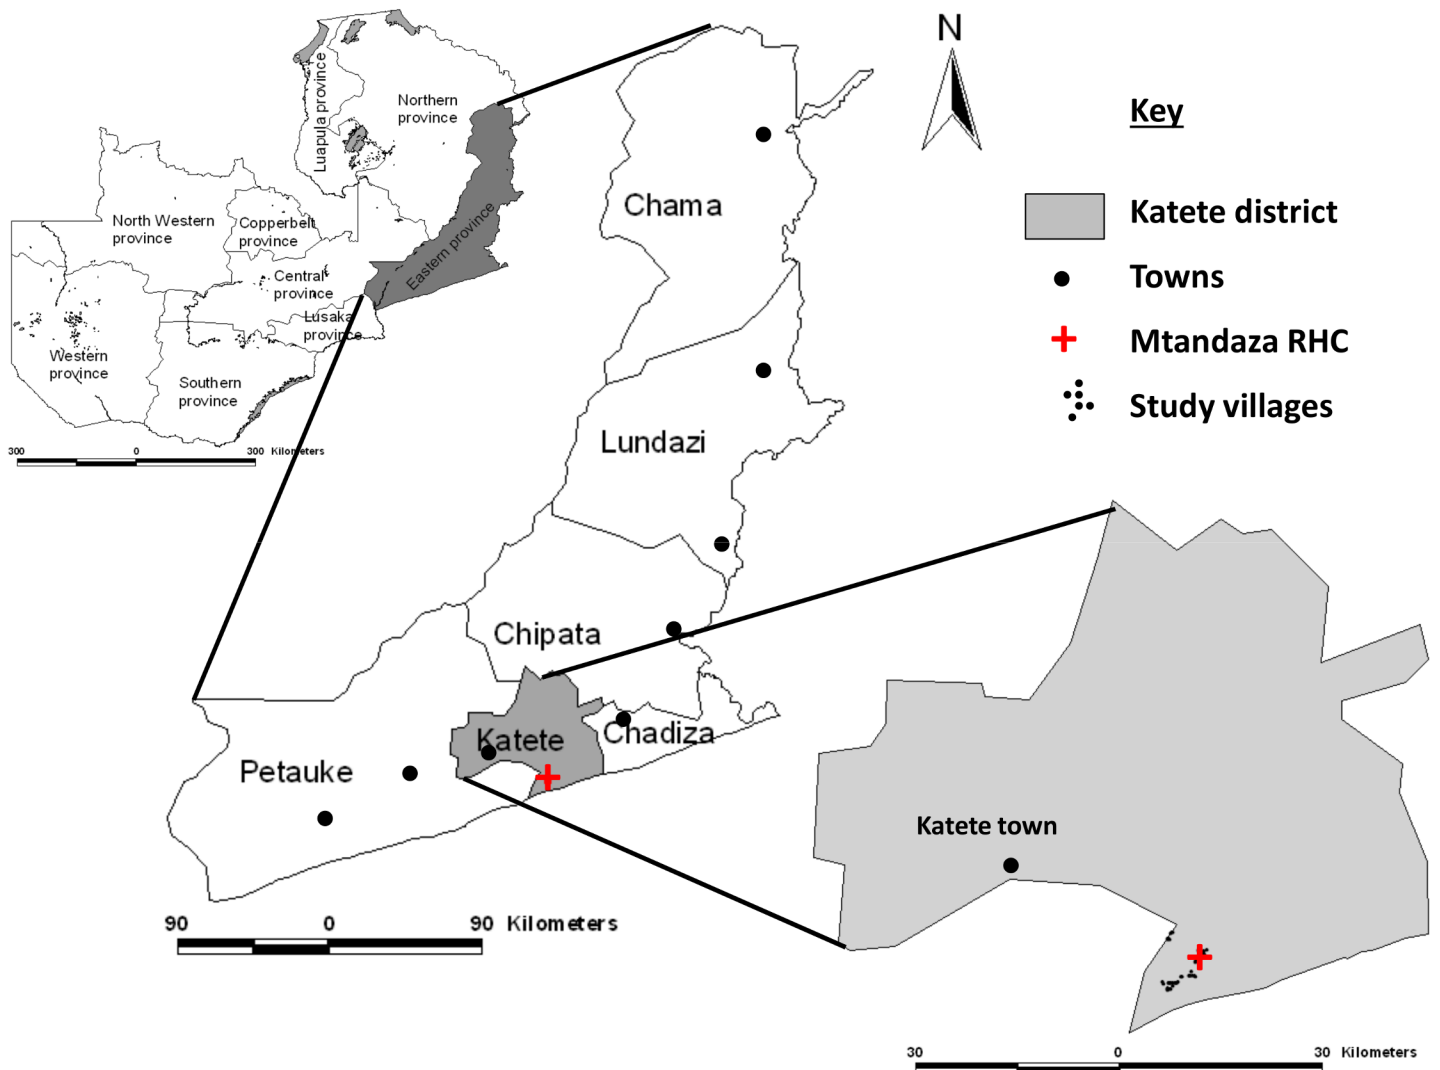 Luapula province
Northern
province
North Western
province
Copperbelt
province
Eastern province
Central
province
Lusaka
province
Western
province
Southern
province
300 0 300 Kilometers
N
Key
Katete district
Towns
Mtandaza RHC
Study villages
Chama
Lundazi
Chipata
Katete
Chadiza
Petauke
90 0 90 Kilometers
Katete town
30 0 30 Kilometers